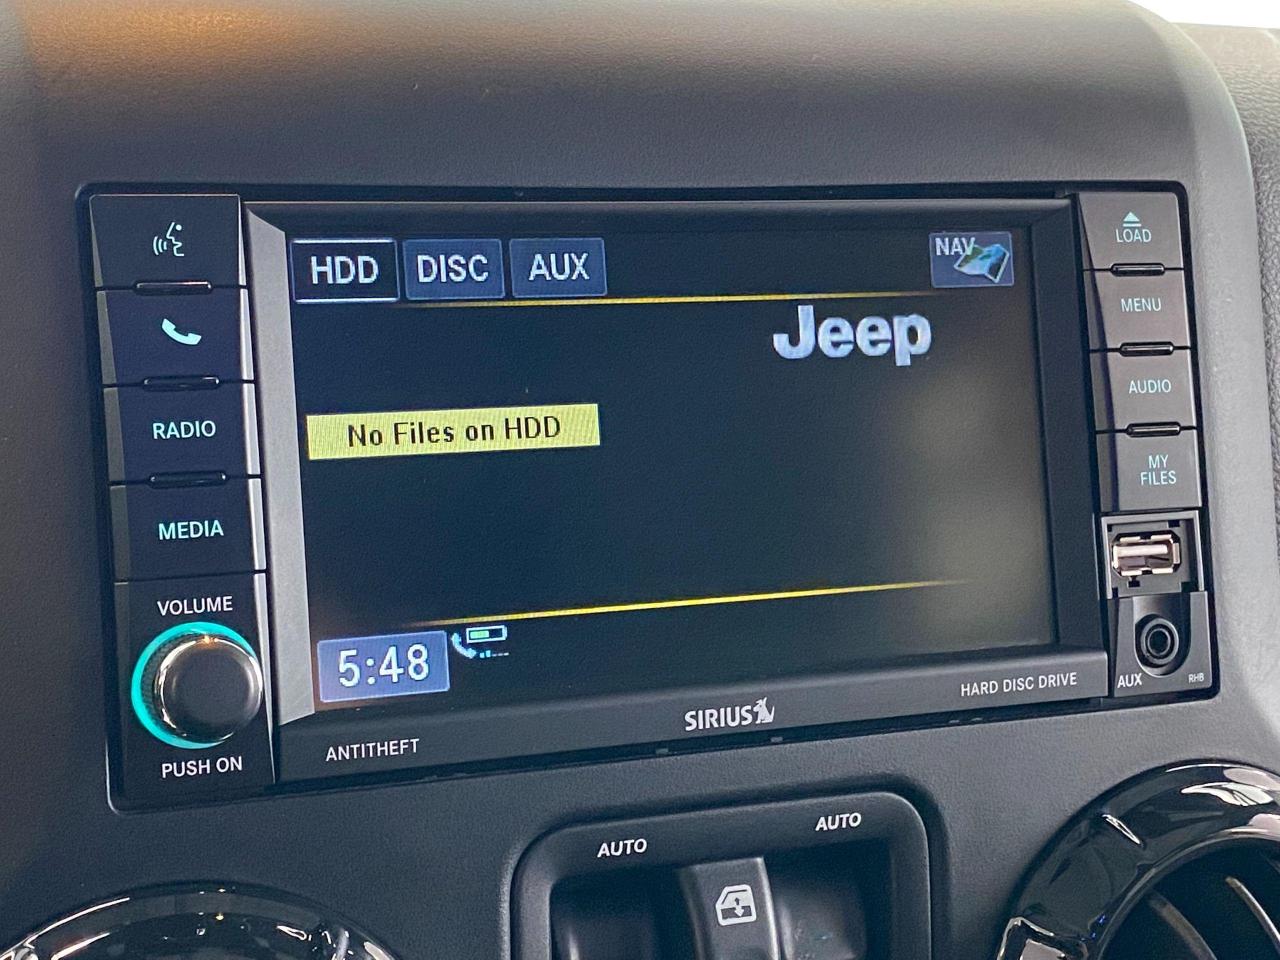 HDD DISC AUX NAV
LOAD
Jeep
MENU
RADIO
No Files on HDD
AUDIO
MY
FILES
MEDIA
VOLUME
5:48
PUSH ON
ANTITHEFT
SIRIUS
HARD DISC DRIVE
AUX
RHB
AUTO
AUTO